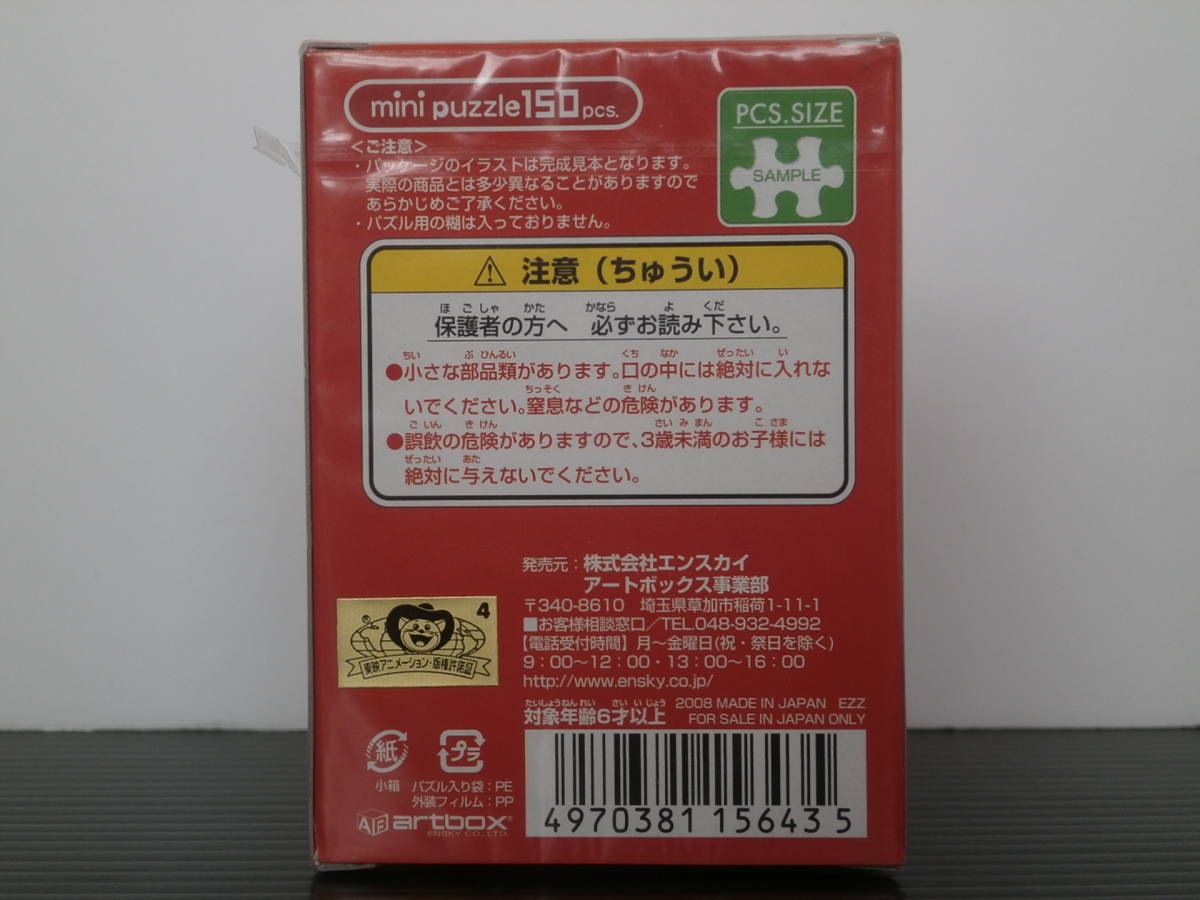 mini puzzle150pcs.
PCS.SIZE
SAMPLE
<ご注意>
・パッケージのイラストは完成見本となります。
実際の商品とは多少異なることがありますので
あらかじめご了承ください。
・パズル用の糊は入っておりません。
注意（ちゅうい）
ほごしゃ かた かなら よ くだ
保護者の方へ 必ずお読み下さい。
ちい ぶひんるい くち なか ぜったい い
●小さな部品類があります。口の中には絶対に入れな
ちっそく きけん
いでください。窒息などの危険があります。
ごいん きけん さいみまん こさま
●誤飲の危険がありますので、3歳未満のお子様には
ぜったい あた
絶対に与えないでください。
発売元：株式会社エンスカイ
アートボックス事業部
〒340-8610 埼玉県草加市稲荷1-11-1
■お客様相談窓口／TEL.048-932-4992
【電話受付時間】月～金曜日(祝・祭日を除く)
9：00～12：00・13：00～16：00
http://www.ensky.co.jp/
たいしょうねんれい さいいじょう
対象年齢6才以上
2008 MADE IN JAPAN EZZ
FOR SALE IN JAPAN ONLY
4
東映アニメーション・版権許諾証
紙
プラ
小箱 パズル入り袋：PE
外装フィルム：PP
artbox
ENSKY CO., LTD.
4970381 156435